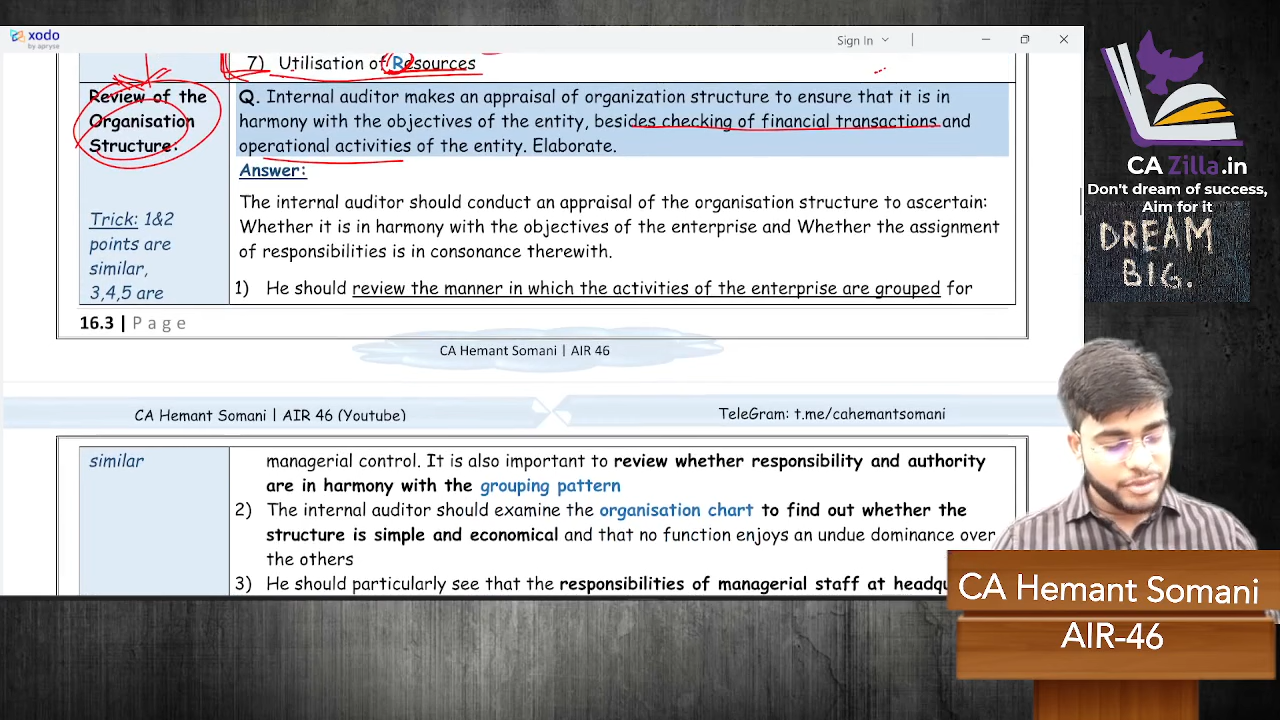 xodo
by apryse
Sign In
7) Utilisation of Resources
Review of the
Organisation
Structure:
Trick: 1&2
points are
similar,
3,4,5 are
Q. Internal auditor makes an appraisal of organization structure to ensure that it is in
harmony with the objectives of the entity, besides checking of financial transactions and
operational activities of the entity. Elaborate.
Answer:
The internal auditor should conduct an appraisal of the organisation structure to ascertain:
Whether it is in harmony with the objectives of the enterprise and Whether the assignment
of responsibilities is in consonance therewith.
1) He should review the manner in which the activities of the enterprise are grouped for
16.3 | Page
CA Hemant Somani | AIR 46
CA Hemant Somani | AIR 46 (Youtube)
TeleGram: t.me/cahemantsomani
similar
managerial control. It is also important to review whether responsibility and authority
are in harmony with the grouping pattern
2) The internal auditor should examine the organisation chart to find out whether the
structure is simple and economical and that no function enjoys an undue dominance over
the others
3) He should particularly see that the responsibilities of managerial staff at
CA Zilla.in
Don't dream of success,
Aim for it
DREAM
BIG.
CA Hemant Somani
AIR-46